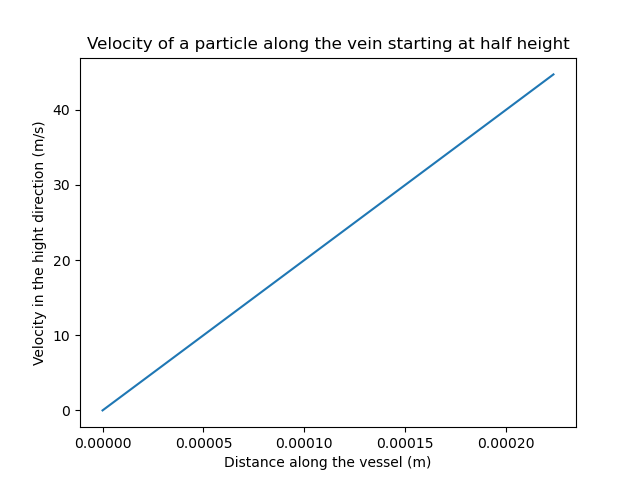 Velocity of a particle along the vein starting at half height
Velocity in the hight direction (m/s)
40
30
20
10
0
0.00000 0.00005 0.00010 0.00015 0.00020
Distance along the vessel (m)